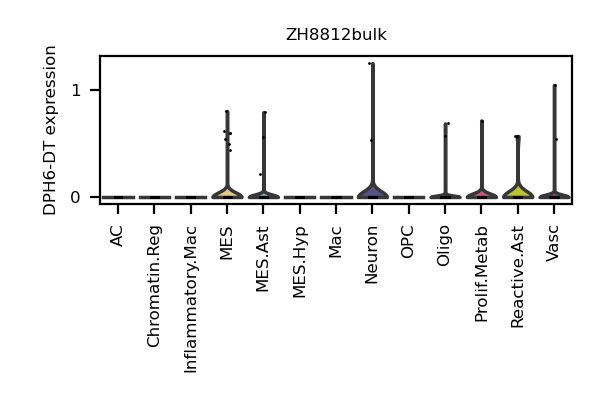 ZH8812bulk
DPH6-DT expression
1
0
AC
Chromatin.Reg
Inflammatory.Mac
MES
MES.Ast
MES.Hyp
Mac
Neuron
OPC
Oligo
Prolif.Metab
Reactive.Ast
Vasc